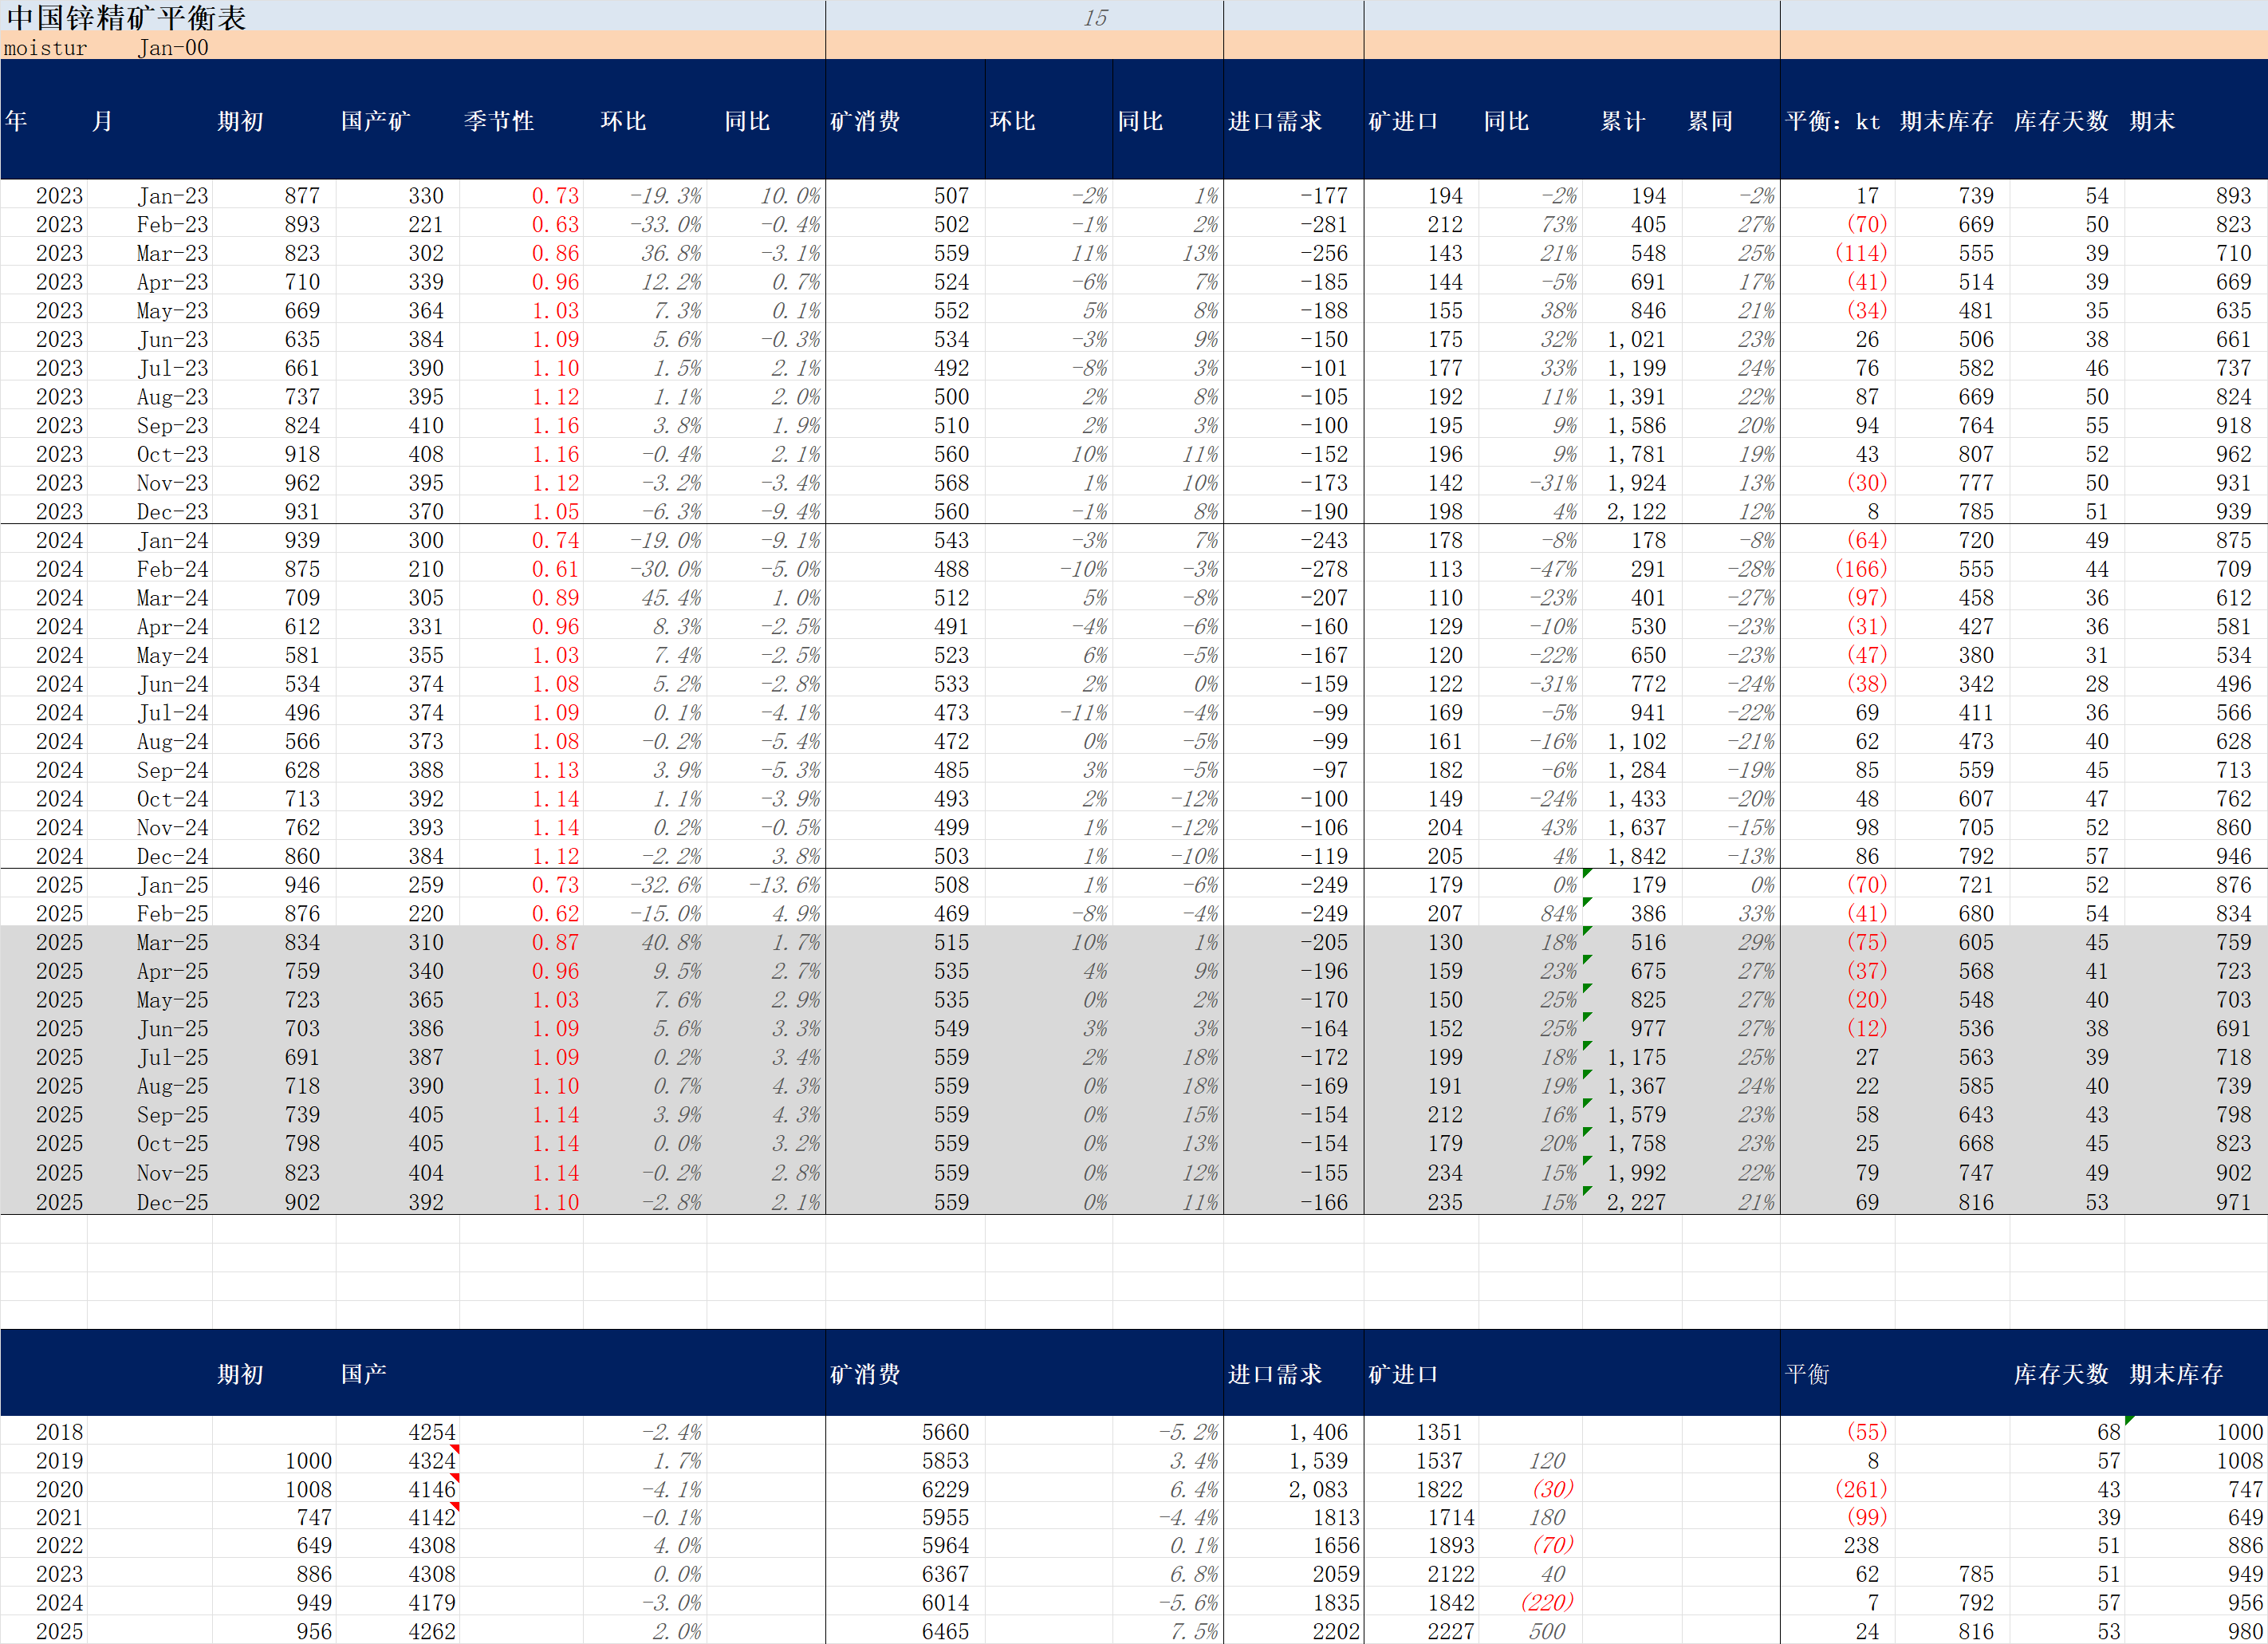 中国锌精矿平衡表 15
moistur Jan-00
年 月 期初 国产矿 季节性 环比 同比 矿消费 环比 同比 进口需求 矿进口 同比 累计 累同 平衡: kt 期末库存 库存天数 期末
2023 Jan-23 877 330 0.73 -19.3% 10.0% 507 -2% 1% -177 194 -2% 194 -2% 17 739 54 893
2023 Feb-23 893 221 0.63 -33.0% -0.4% 502 -1% 2% -281 212 73% 405 27% (70) 669 50 823
2023 Mar-23 823 302 0.86 36.8% -3.1% 559 11% 13% -256 143 21% 548 25% (114) 555 39 710
2023 Apr-23 710 339 0.96 12.2% 0.7% 524 -6% 7% -185 144 -5% 691 17% (41) 514 39 669
2023 May-23 669 364 1.03 7.3% 0.1% 552 5% 8% -188 155 38% 846 21% (34) 481 35 635
2023 Jun-23 635 384 1.09 5.6% -0.3% 534 -3% 9% -150 175 32% 1,021 23% 26 506 38 661
2023 Jul-23 661 390 1.10 1.5% 2.1% 492 -8% 3% -101 177 33% 1,199 24% 76 582 46 737
2023 Aug-23 737 395 1.12 1.1% 2.0% 500 2% 8% -105 192 11% 1,391 22% 87 669 50 824
2023 Sep-23 824 410 1.16 3.8% 1.9% 510 2% 3% -100 195 9% 1,586 20% 94 764 55 918
2023 Oct-23 918 408 1.16 -0.4% 2.1% 560 10% 11% -152 196 9% 1,781 19% 43 807 52 962
2023 Nov-23 962 395 1.12 -3.2% -3.4% 568 1% 10% -173 142 -31% 1,924 13% (30) 777 50 931
2023 Dec-23 931 370 1.05 -6.3% -9.4% 560 -1% 8% -190 198 4% 2,122 12% 8 785 51 939
2024 Jan-24 939 300 0.74 -19.0% -9.1% 543 -3% 7% -243 178 -8% 178 -8% (64) 720 49 875
2024 Feb-24 875 210 0.61 -30.0% -5.0% 488 -10% -3% -278 113 -47% 291 -28% (166) 555 44 709
2024 Mar-24 709 305 0.89 45.4% 1.0% 512 5% -8% -207 110 -23% 401 -27% (97) 458 36 612
2024 Apr-24 612 331 0.96 8.3% -2.5% 491 -4% -6% -160 129 -10% 530 -23% (31) 427 36 581
2024 May-24 581 355 1.03 7.4% -2.5% 523 6% -5% -167 120 -22% 650 -23% (47) 380 31 534
2024 Jun-24 534 374 1.08 5.2% -2.8% 533 2% 0% -159 122 -31% 772 -24% (38) 342 28 496
2024 Jul-24 496 374 1.09 0.1% -4.1% 473 -11% -4% -99 169 -5% 941 -22% 69 411 36 566
2024 Aug-24 566 373 1.08 -0.2% -5.4% 472 0% -5% -99 161 -16% 1,102 -21% 62 473 40 628
2024 Sep-24 628 388 1.13 3.9% -5.3% 485 3% -5% -97 182 -6% 1,284 -19% 85 559 45 713
2024 Oct-24 713 392 1.14 1.1% -3.9% 493 2% -12% -100 149 -24% 1,433 -20% 48 607 47 762
2024 Nov-24 762 393 1.14 0.2% -0.5% 499 1% -12% -106 204 43% 1,637 -15% 98 705 52 860
2024 Dec-24 860 384 1.12 -2.2% 3.8% 503 1% -10% -119 205 4% 1,842 -13% 86 792 57 946
2025 Jan-25 946 259 0.73 -32.6% -13.6% 508 1% -6% -249 179 0% 179 0% (70) 721 52 876
2025 Feb-25 876 220 0.62 -15.0% 4.9% 469 -8% -4% -249 207 84% 386 33% (41) 680 54 834
2025 Mar-25 834 310 0.87 40.8% 1.7% 515 10% 1% -205 130 18% 516 29% (75) 605 45 759
2025 Apr-25 759 340 0.96 9.5% 2.7% 535 4% 9% -196 159 23% 675 27% (37) 568 41 723
2025 May-25 723 365 1.03 7.6% 2.9% 535 0% 2% -170 150 25% 825 27% (20) 548 40 703
2025 Jun-25 703 386 1.09 5.6% 3.3% 549 3% 3% -164 152 25% 977 27% (12) 536 38 691
2025 Jul-25 691 387 1.09 0.2% 3.4% 559 2% 18% -172 199 18% 1,175 25% 27 563 39 718
2025 Aug-25 718 390 1.10 0.7% 4.3% 559 0% 18% -169 191 19% 1,367 24% 22 585 40 739
2025 Sep-25 739 405 1.14 3.9% 4.3% 559 0% 15% -154 212 16% 1,579 23% 58 643 43 798
2025 Oct-25 798 405 1.14 0.0% 3.2% 559 0% 13% -154 179 20% 1,758 23% 25 668 45 823
2025 Nov-25 823 404 1.14 -0.2% 2.8% 559 0% 12% -155 234 15% 1,992 22% 79 747 49 902
2025 Dec-25 902 392 1.10 -2.8% 2.1% 559 0% 11% -166 235 15% 2,227 21% 69 816 53 971
期初 国产 矿消费 进口需求 矿进口 平衡 库存天数 期末库存
2018 4254 -2.4% 5660 -5.2% 1,406 1351 (55) 68 1000
2019 1000 4324 1.7% 5853 3.4% 1,539 1537 120 8 57 1008
2020 1008 4146 -4.1% 6229 6.4% 2,083 1822 (30) (261) 43 747
2021 747 4142 -0.1% 5955 -4.4% 1813 1714 180 (99) 39 649
2022 649 4308 4.0% 5964 0.1% 1656 1893 (70) 238 51 886
2023 886 4308 0.0% 6367 6.8% 2059 2122 40 62 785 51 949
2024 949 4179 -3.0% 6014 -5.6% 1835 1842 (220) 7 792 57 956
2025 956 4262 2.0% 6465 7.5% 2202 2227 500 24 816 53 980